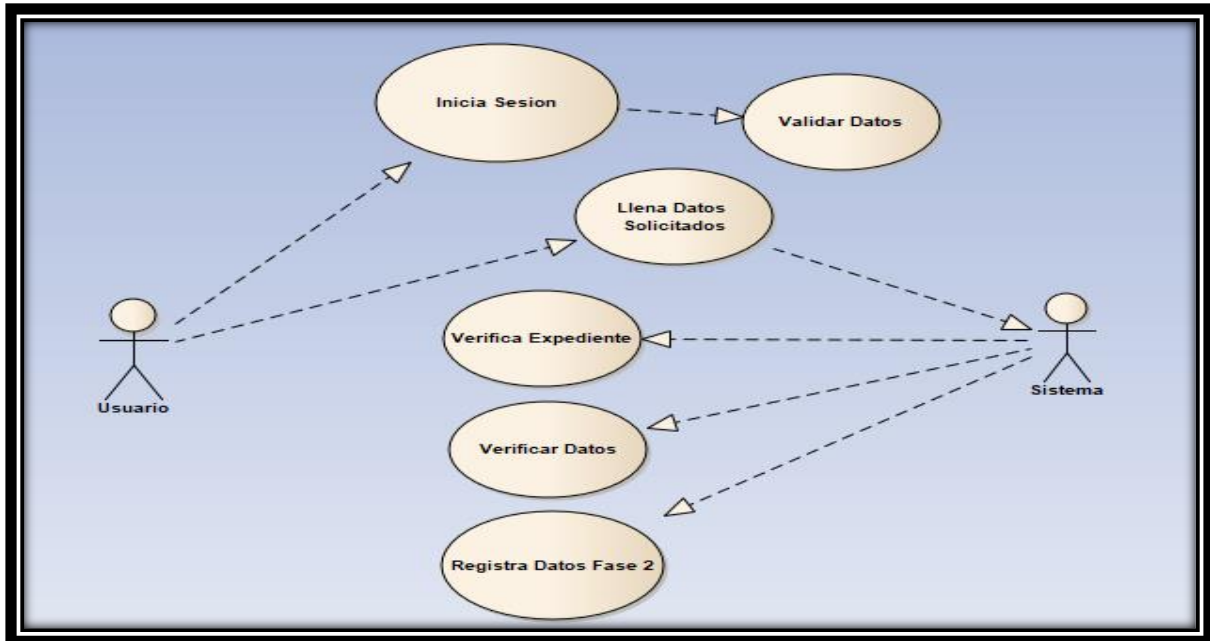 Inicia Sesion
Validar Datos
Llena Datos
Solicitados
Verifica Expediente
Usuario
Sistema
Verificar Datos
Registra Datos Fase 2